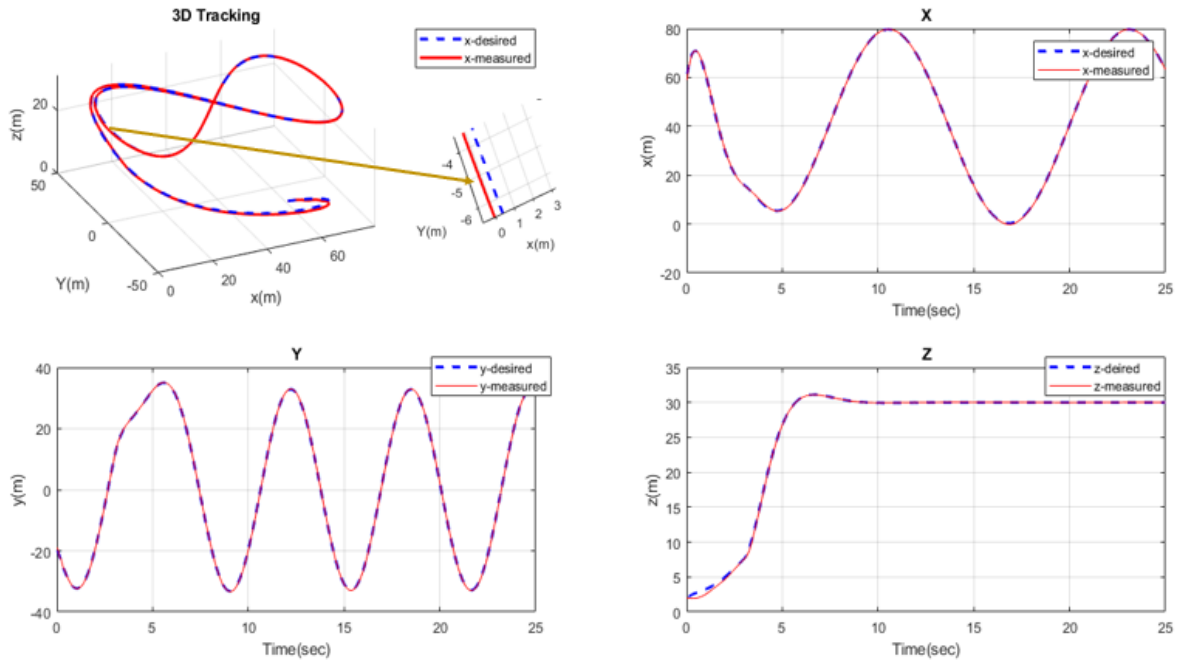 3D Tracking
x-desired
x-measured
z(m)
20
0
50
0
-50
Y(m)
0
20
40
60
x(m)
-4
-5
-6
Y(m)
0
1
2
3
x(m)
X
x-desired
x-measured
x(m)
80
60
40
20
0
-20
0
5
10
15
20
25
Time(sec)
Y
y-desired
y-measured
y(m)
40
20
0
-20
-40
0
5
10
15
20
25
Time(sec)
Z
z-deired
z-measured
z(m)
35
30
25
20
15
10
5
0
0
5
10
15
20
25
Time(sec)